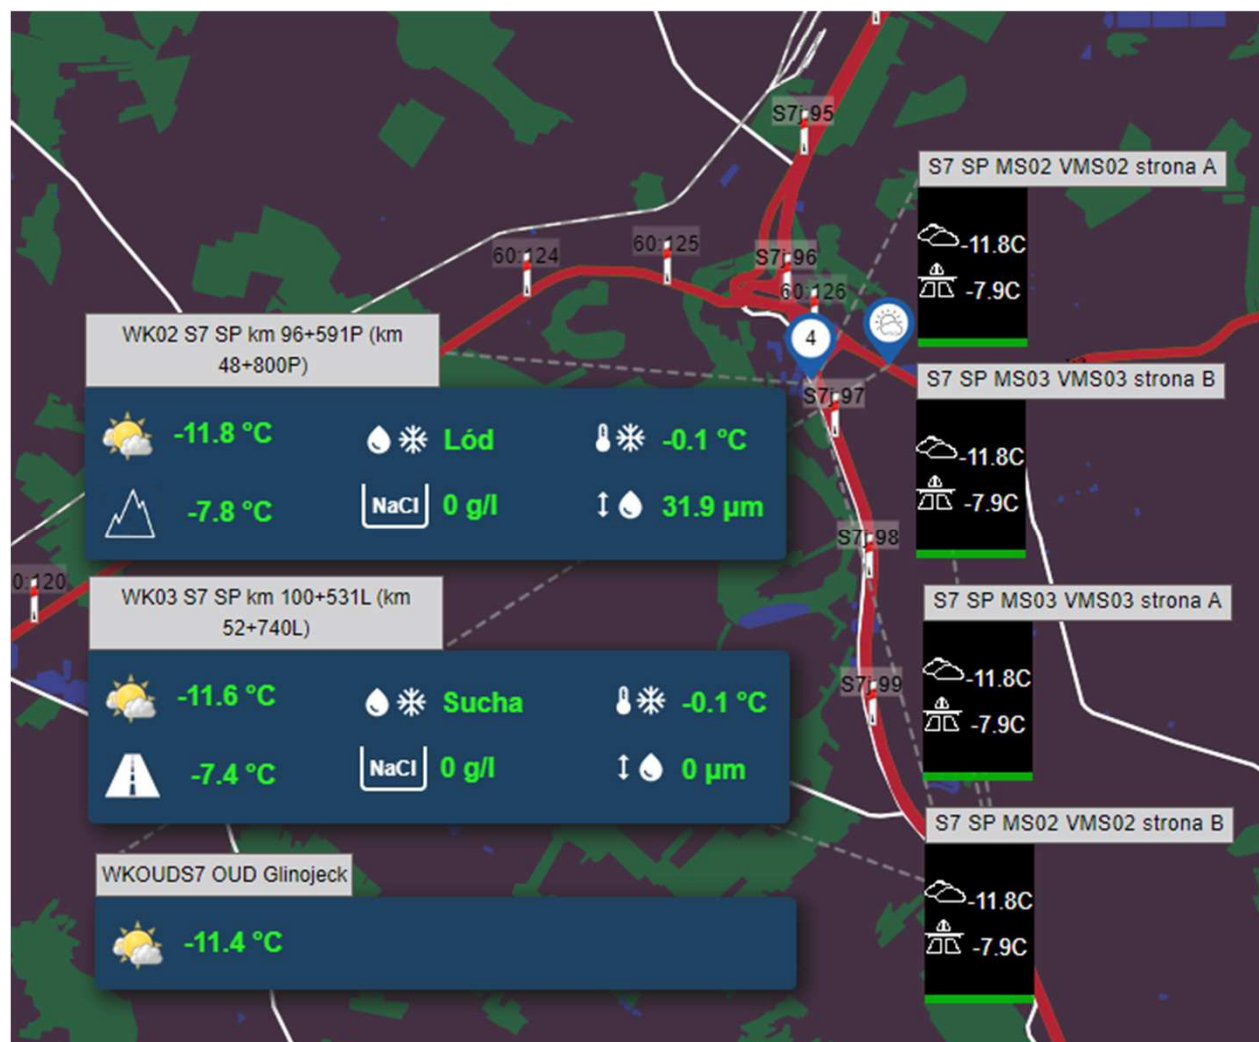 S7j 95
S7 SP MS02 VMS02 strona A
-11.8C
-7.9C
60:124
60:125
S7j 96
60:126
4
WK02 S7 SP km 96+591P (km
48+800P)
-11.8 °C
Lód
-0.1 °C
-7.8 °C
NaCl
0 g/l
31.9 µm
S7 SP MS03 VMS03 strona B
-11.8C
-7.9C
S7j 97
S7j 98
0:120
WK03 S7 SP km 100+531L (km
52+740L)
-11.6 °C
Sucha
-0.1 °C
-7.4 °C
NaCl
0 g/l
0 µm
S7 SP MS03 VMS03 strona A
-11.8C
-7.9C
S7j 99
S7 SP MS02 VMS02 strona B
-11.8C
-7.9C
WKOUDS7 OUD Glinojeck
-11.4 °C